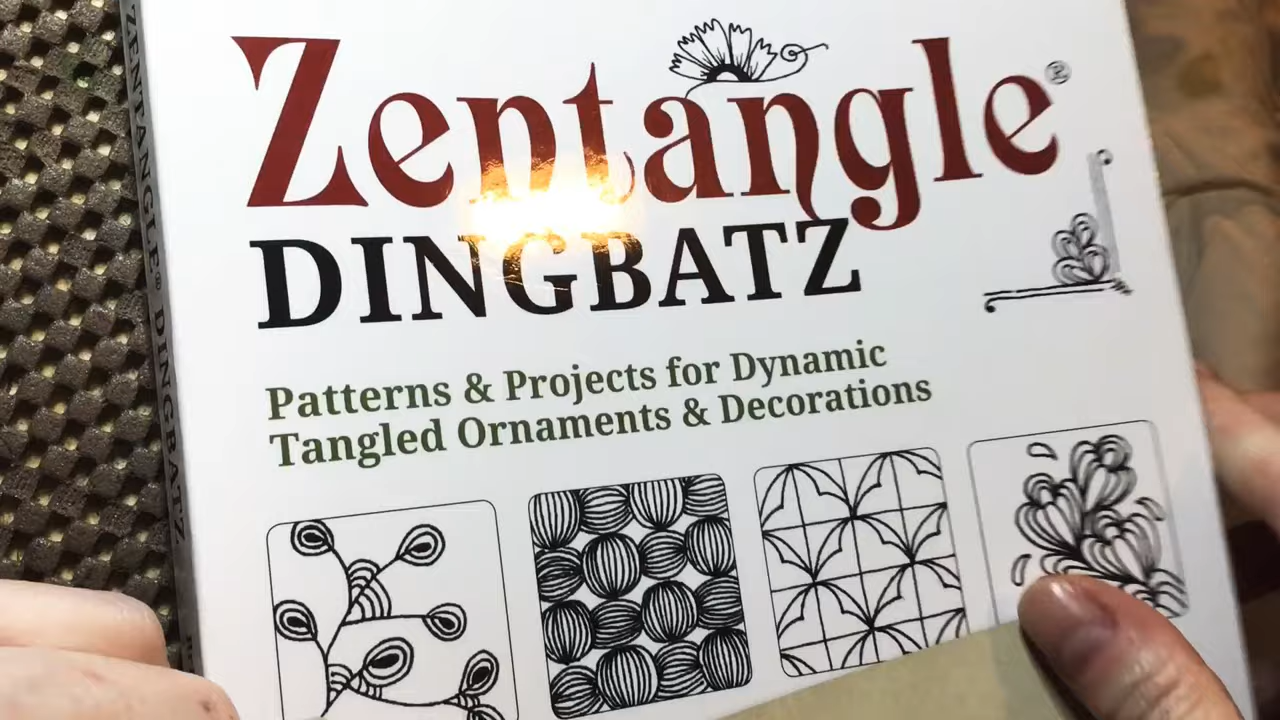 Zentangle®
DINGBATZ
Patterns & Projects for Dynamic
Tangled Ornaments & Decorations
ZENTANGLE® DINGBATZ